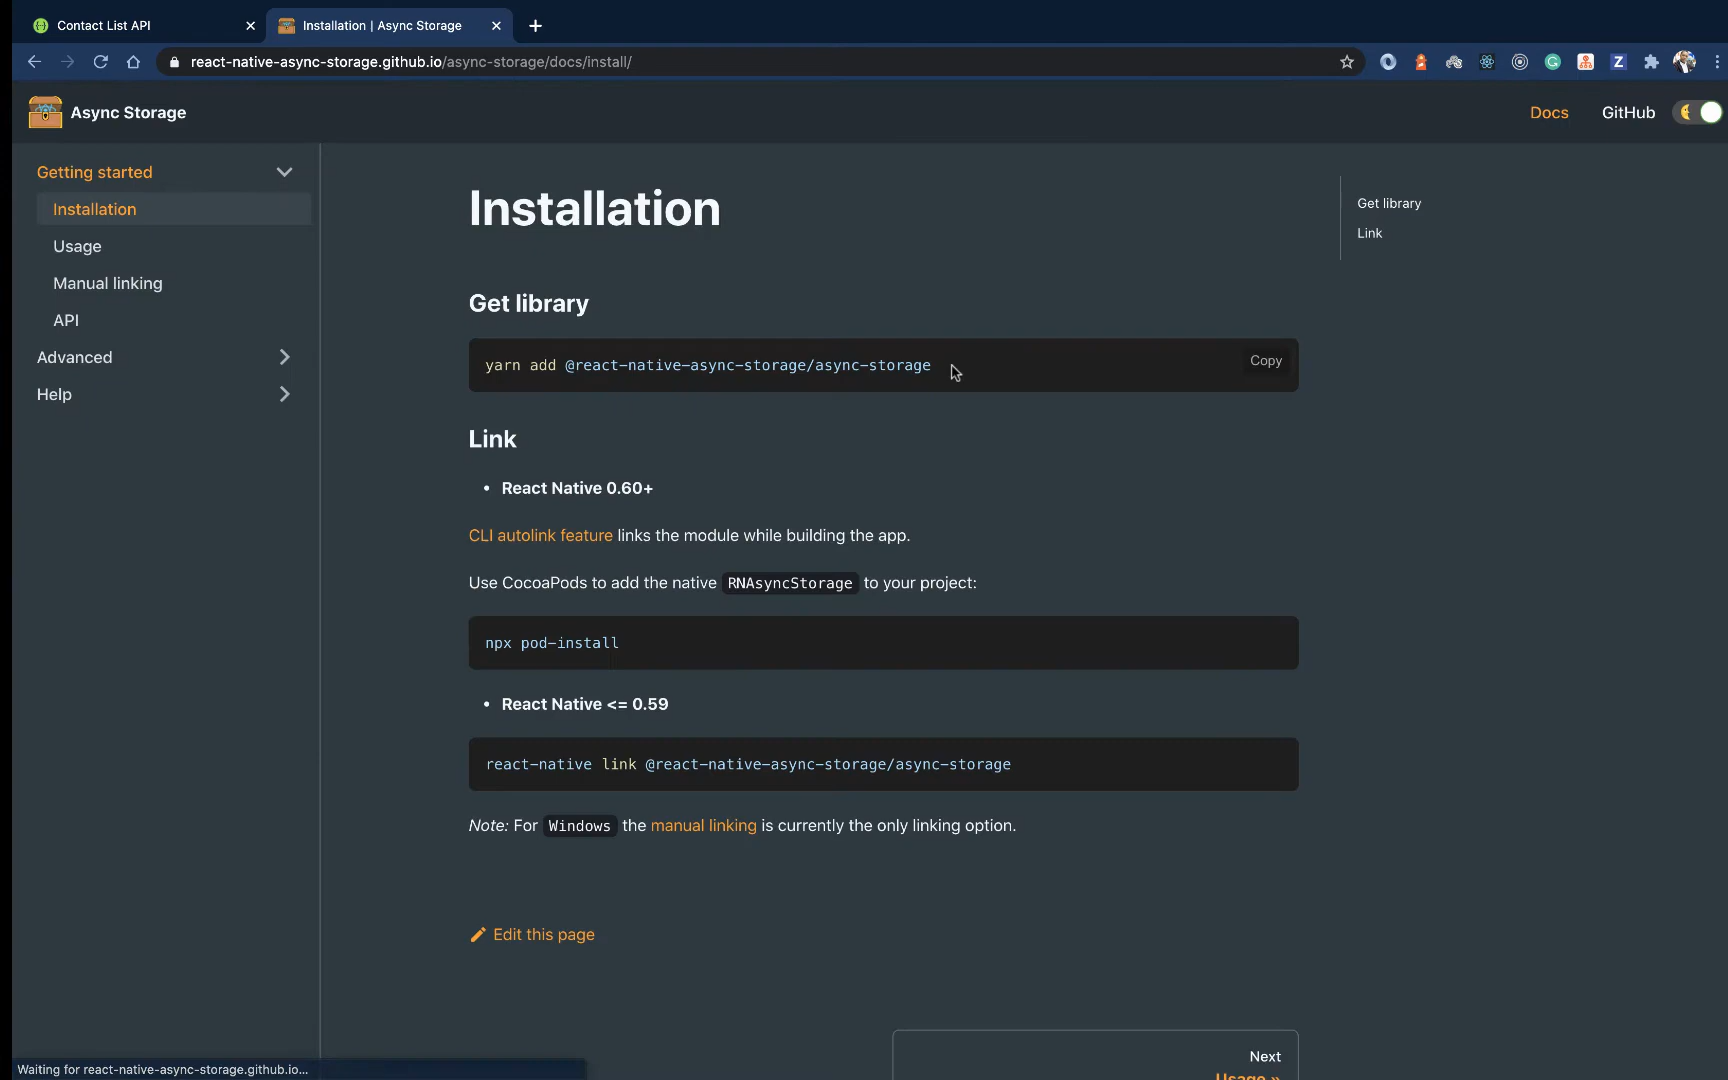 Contact List API
Installation | Async Storage
react-native-async-storage.github.io/async-storage/docs/install/
Async Storage
Docs
GitHub
Getting started
Installation
Usage
Manual linking
API
Advanced
Help
Installation
Get library
yarn add @react-native-async-storage/async-storage
Copy
Link
• React Native 0.60+
CLI autolink feature links the module while building the app.
Use CocoaPods to add the native RNAsyncStorage to your project:
npx pod-install
• React Native <= 0.59
react-native link @react-native-async-storage/async-storage
Note: For Windows the manual linking is currently the only linking option.
Edit this page
Next
Usage »
Get library
Link
Waiting for react-native-async-storage.github.io...